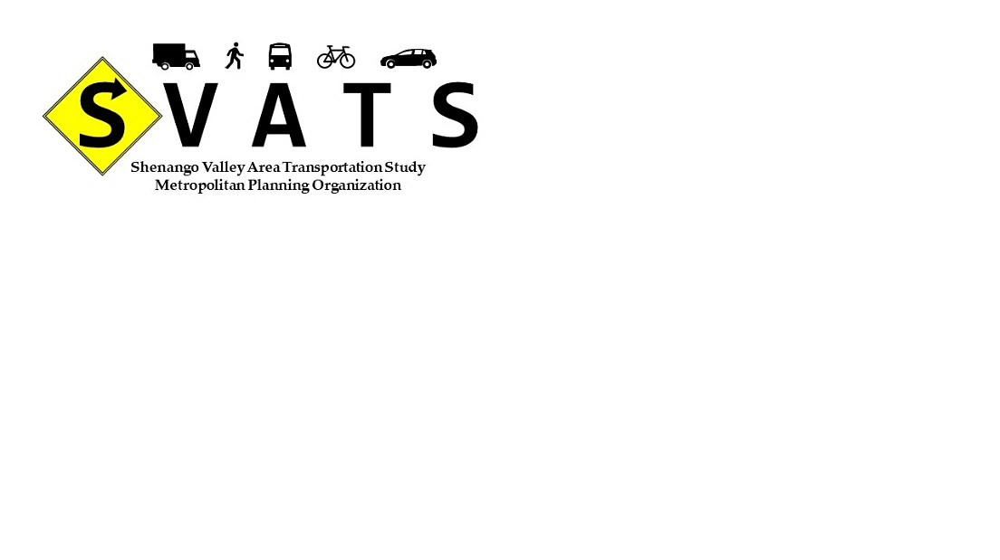 SVATS
Shenango Valley Area Transportation Study
Metropolitan Planning Organization